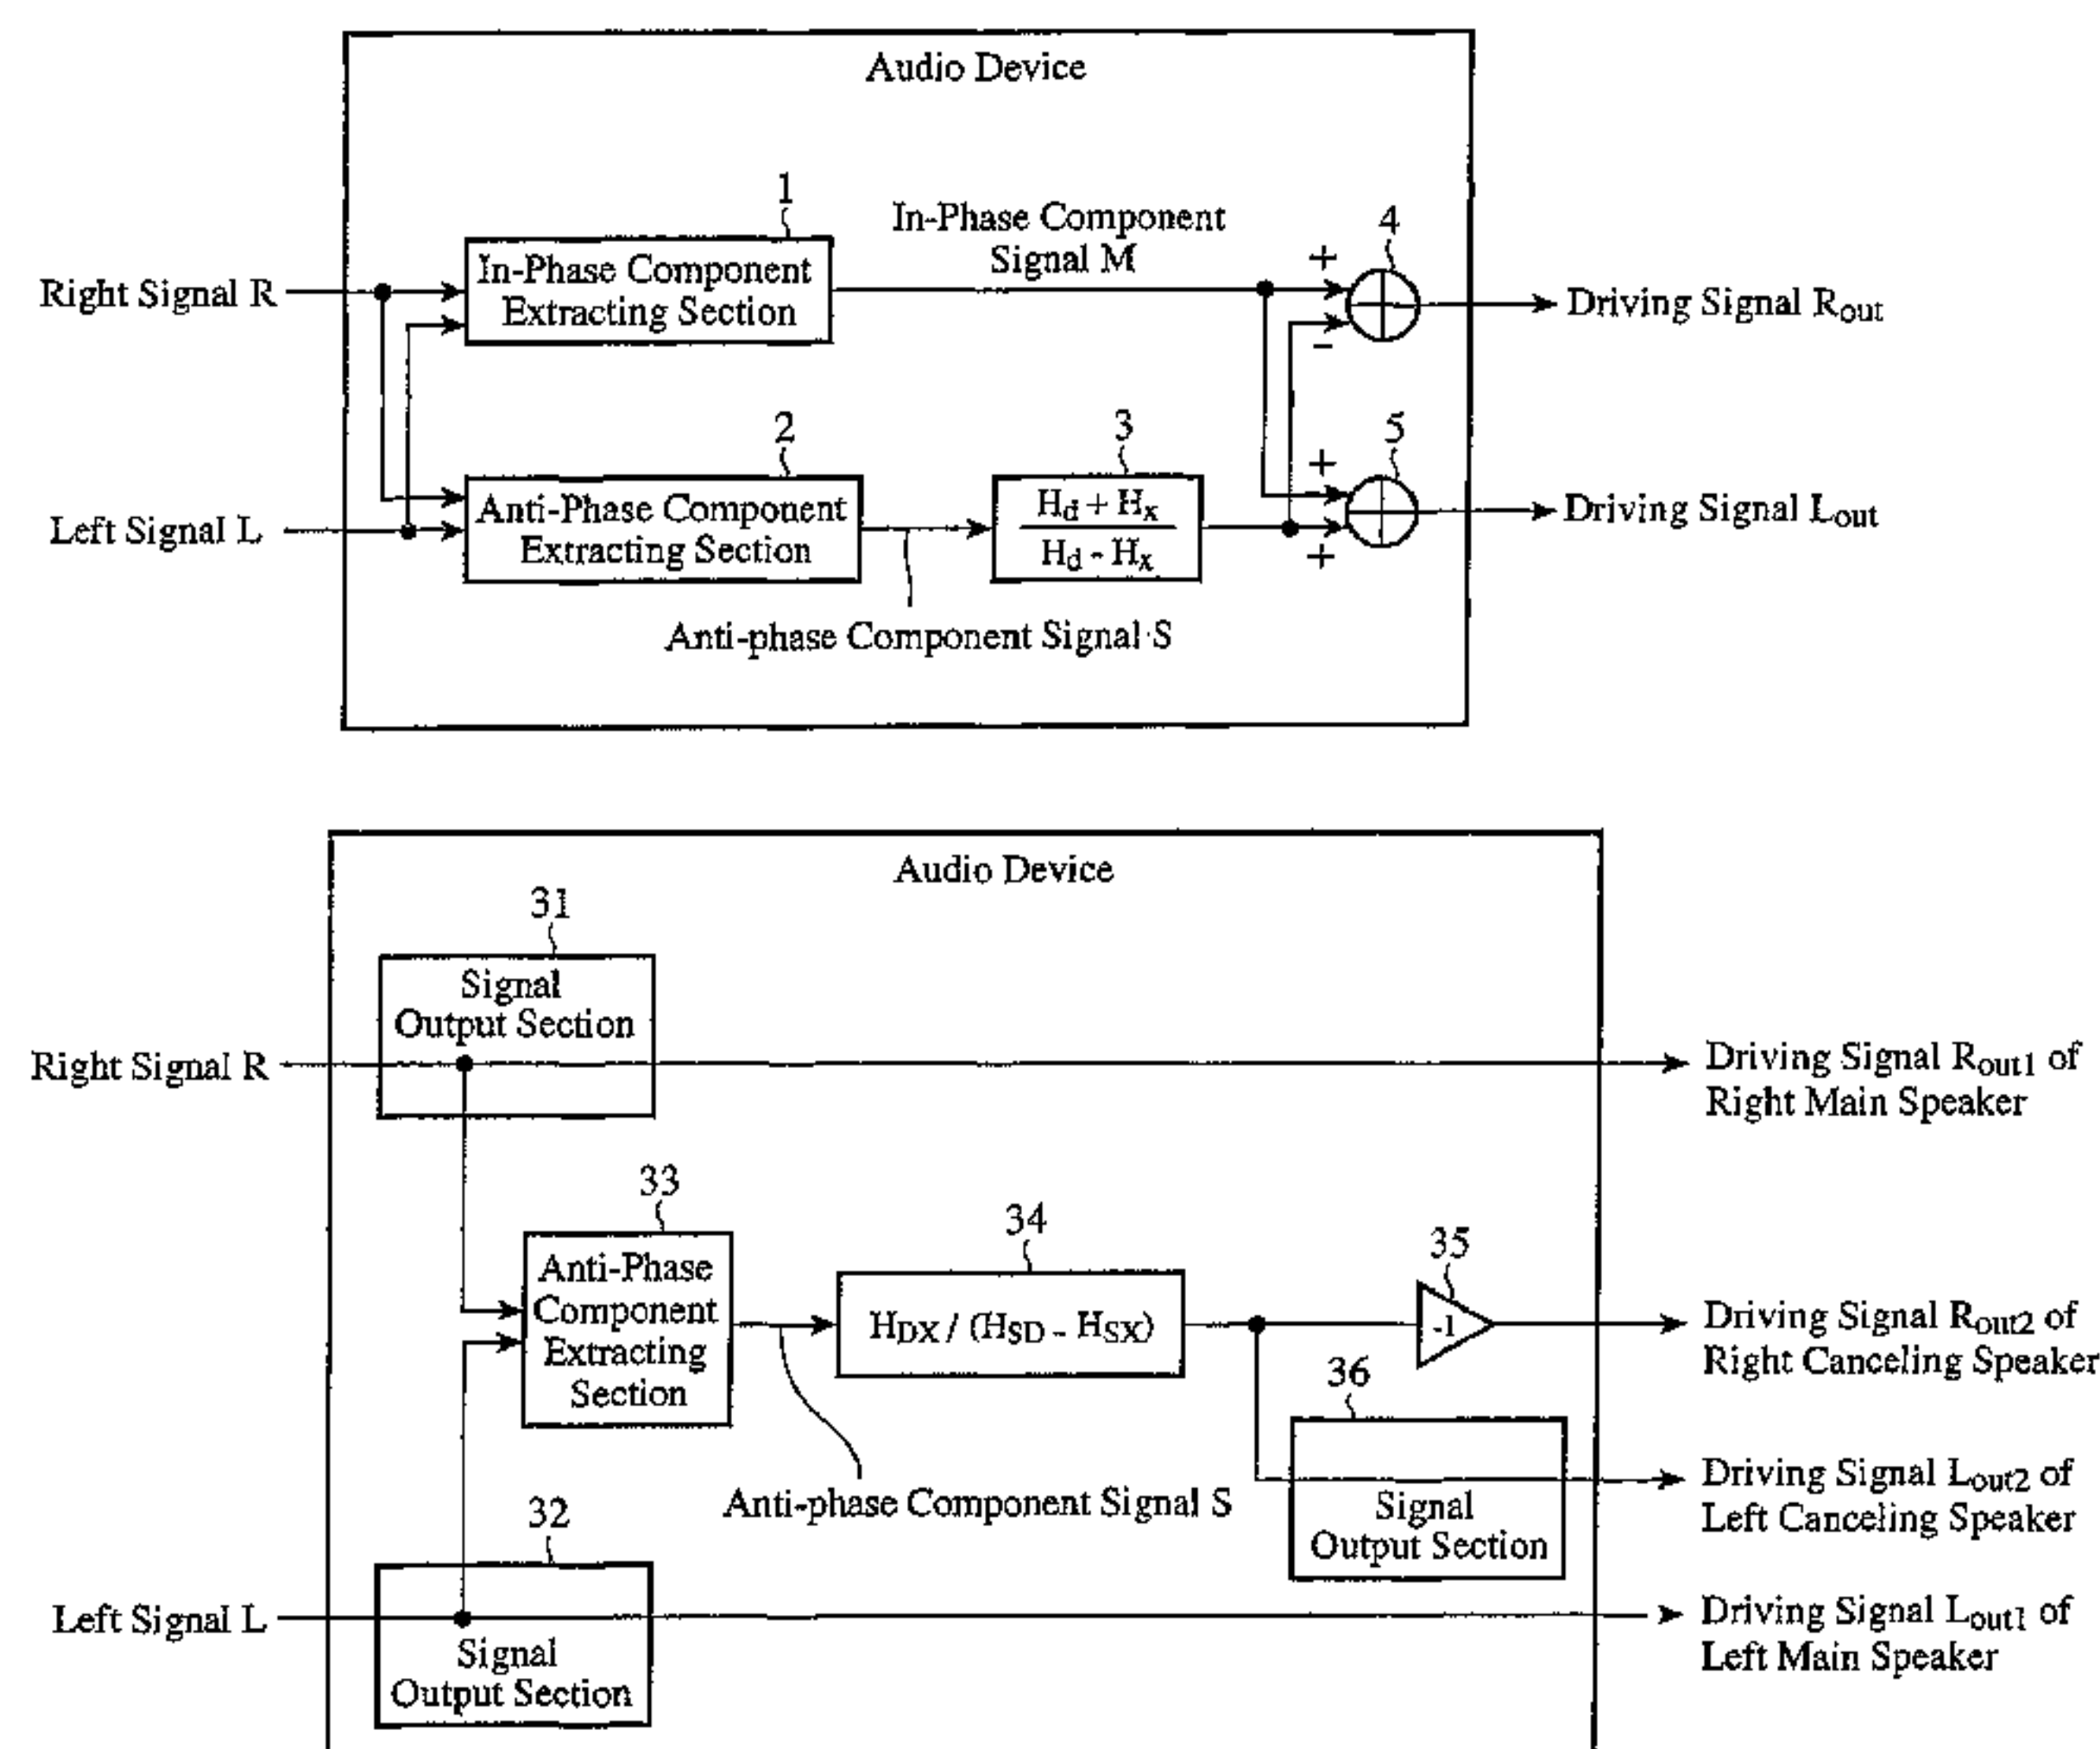 Audio Device
1
In-Phase Component
Signal M
4
+
Right Signal R
In-Phase Component
Extracting Section
Driving Signal Rout
-
2
3
5
+
Left Signal L
Anti-Phase Component
Extracting Section
Hd + Hx
Hd - Hx
Driving Signal Lout
+
Anti-phase Component Signal S
Audio Device
31
Signal
Output Section
Right Signal R
Driving Signal Rout1 of
Right Main Speaker
33
34
35
Anti-Phase
Component
Extracting
Section
HDX / (HSD - HSX)
-1
Driving Signal Rout2 of
Right Canceling Speaker
36
Anti-phase Component Signal S
Signal
Output Section
Driving Signal Lout2 of
Left Canceling Speaker
32
Left Signal L
Signal
Output Section
Driving Signal Lout1 of
Left Main Speaker